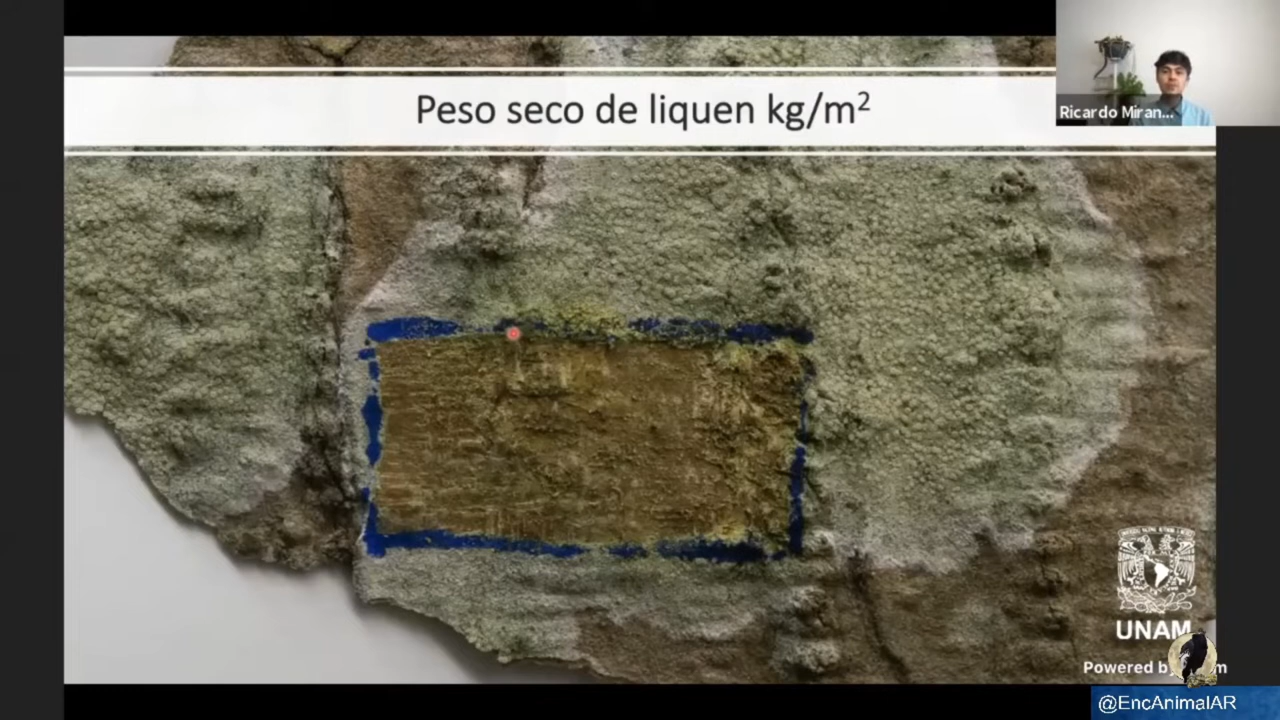 Peso seco de liquen kg/m²
Ricardo Miran...
UNAM
Powered by
@EncAnimalAR